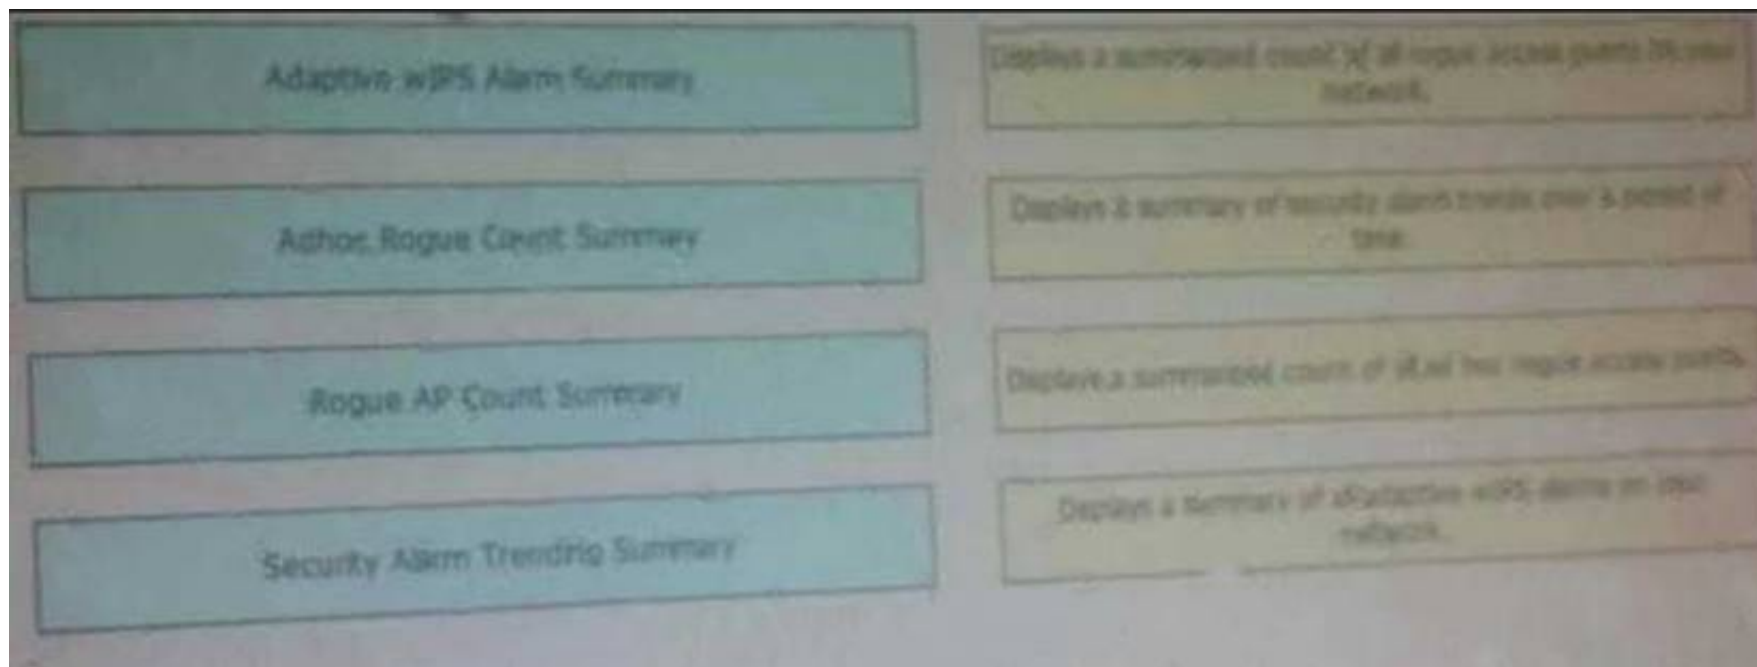 Adaptive wIPS Alarm Summary
Displays a summarized count of all rogue access points in your
network.
Adhoc Rogue Count Summary
Displays a summary of security alarm trends over a period of
time.
Rogue AP Count Summary
Displays a summarized count of all ad hoc rogue access points.
Security Alarm Trending Summary
Displays a summary of all adaptive wIPS alarms on your
network.